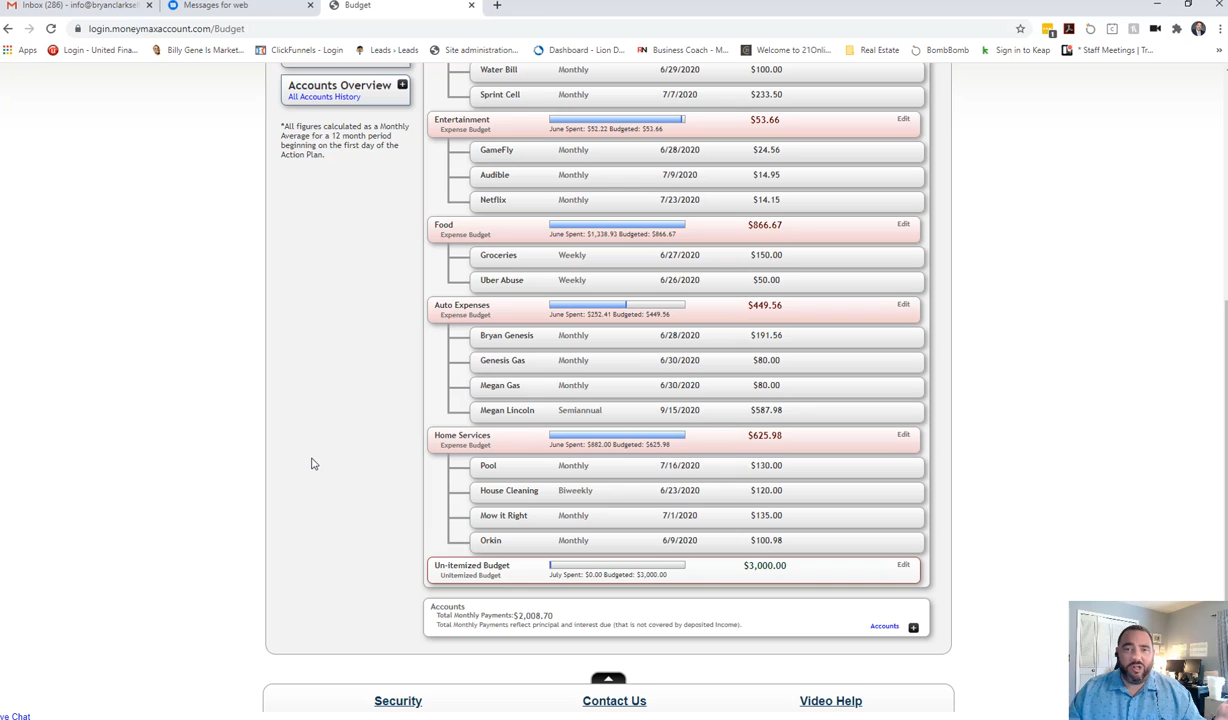 Inbox (286) - info@bryanclarksel
Messages for web
Budget
login.moneymaxaccount.com/Budget
Apps
Login - United Fina...
Billy Gene Is Market...
ClickFunnels - Login
Leads ‹ Leads
Site administration...
Dashboard - Lion D...
Business Coach - M...
Welcome to 21Onli...
Real Estate
BombBomb
Sign in to Keap
* Staff Meetings | Tr...
»
Accounts Overview
All Accounts History
*All figures calculated as a Monthly
Average for a 12 month period
beginning on the first day of the
Action Plan.
Water Bill Monthly 6/29/2020 $100.00
Sprint Cell Monthly 7/7/2020 $233.50
Entertainment $53.66 Edit
Expense Budget June Spent: $52.22 Budgeted: $53.66
GameFly Monthly 6/28/2020 $24.56
Audible Monthly 7/9/2020 $14.95
Netflix Monthly 7/23/2020 $14.15
Food $866.67 Edit
Expense Budget June Spent: $1,338.93 Budgeted: $866.67
Groceries Weekly 6/27/2020 $150.00
Uber Abuse Weekly 6/26/2020 $50.00
Auto Expenses $449.56 Edit
Expense Budget June Spent: $252.41 Budgeted: $449.56
Bryan Genesis Monthly 6/28/2020 $191.56
Genesis Gas Monthly 6/30/2020 $80.00
Megan Gas Monthly 6/30/2020 $80.00
Megan Lincoln Semiannual 9/15/2020 $587.98
Home Services $625.98 Edit
Expense Budget June Spent: $882.00 Budgeted: $625.98
Pool Monthly 7/16/2020 $130.00
House Cleaning Biweekly 6/23/2020 $120.00
Mow it Right Monthly 7/1/2020 $135.00
Orkin Monthly 6/9/2020 $100.98
Un-itemized Budget $3,000.00 Edit
Unitemized Budget July Spent: $0.00 Budgeted: $3,000.00
Accounts
Total Monthly Payments:$2,008.70
Total Monthly Payments reflect principal and interest due (that is not covered by deposited Income).
Accounts
Security
Contact Us
Video Help
ve Chat